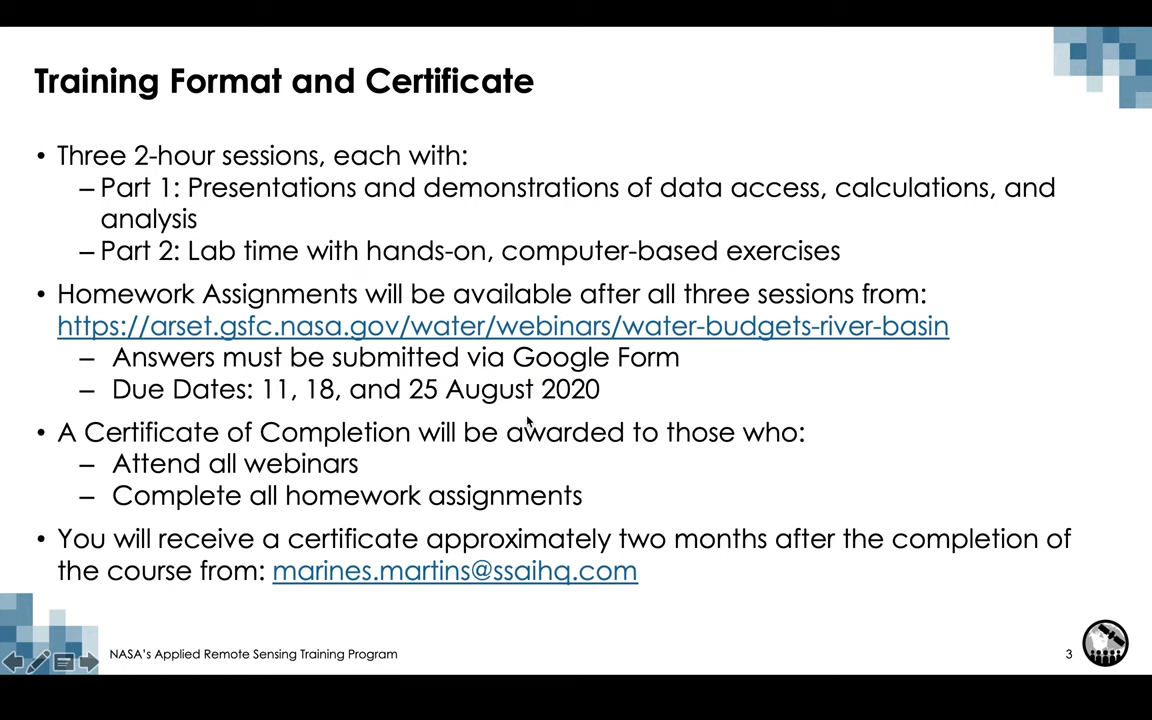 Training Format and Certificate
• Three 2-hour sessions, each with:
– Part 1: Presentations and demonstrations of data access, calculations, and
analysis
– Part 2: Lab time with hands-on, computer-based exercises
• Homework Assignments will be available after all three sessions from:
https://arset.gsfc.nasa.gov/water/webinars/water-budgets-river-basin
– Answers must be submitted via Google Form
– Due Dates: 11, 18, and 25 August 2020
• A Certificate of Completion will be awarded to those who:
– Attend all webinars
– Complete all homework assignments
• You will receive a certificate approximately two months after the completion of
the course from: marines.martins@ssaihq.com
NASA's Applied Remote Sensing Training Program
3